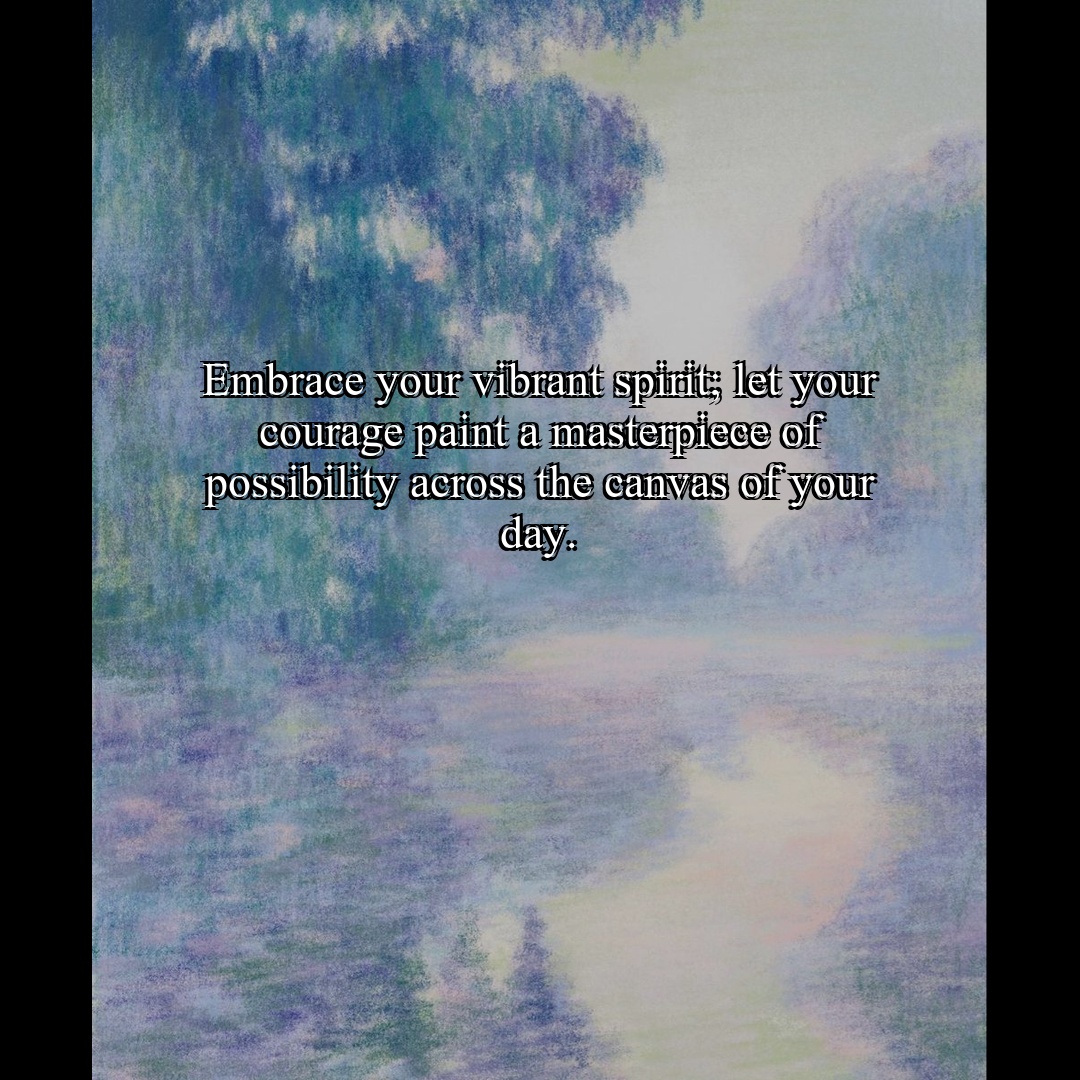 Embrace your vibrant spirit; let your
courage paint a masterpiece of
possibility across the canvas of your
day.